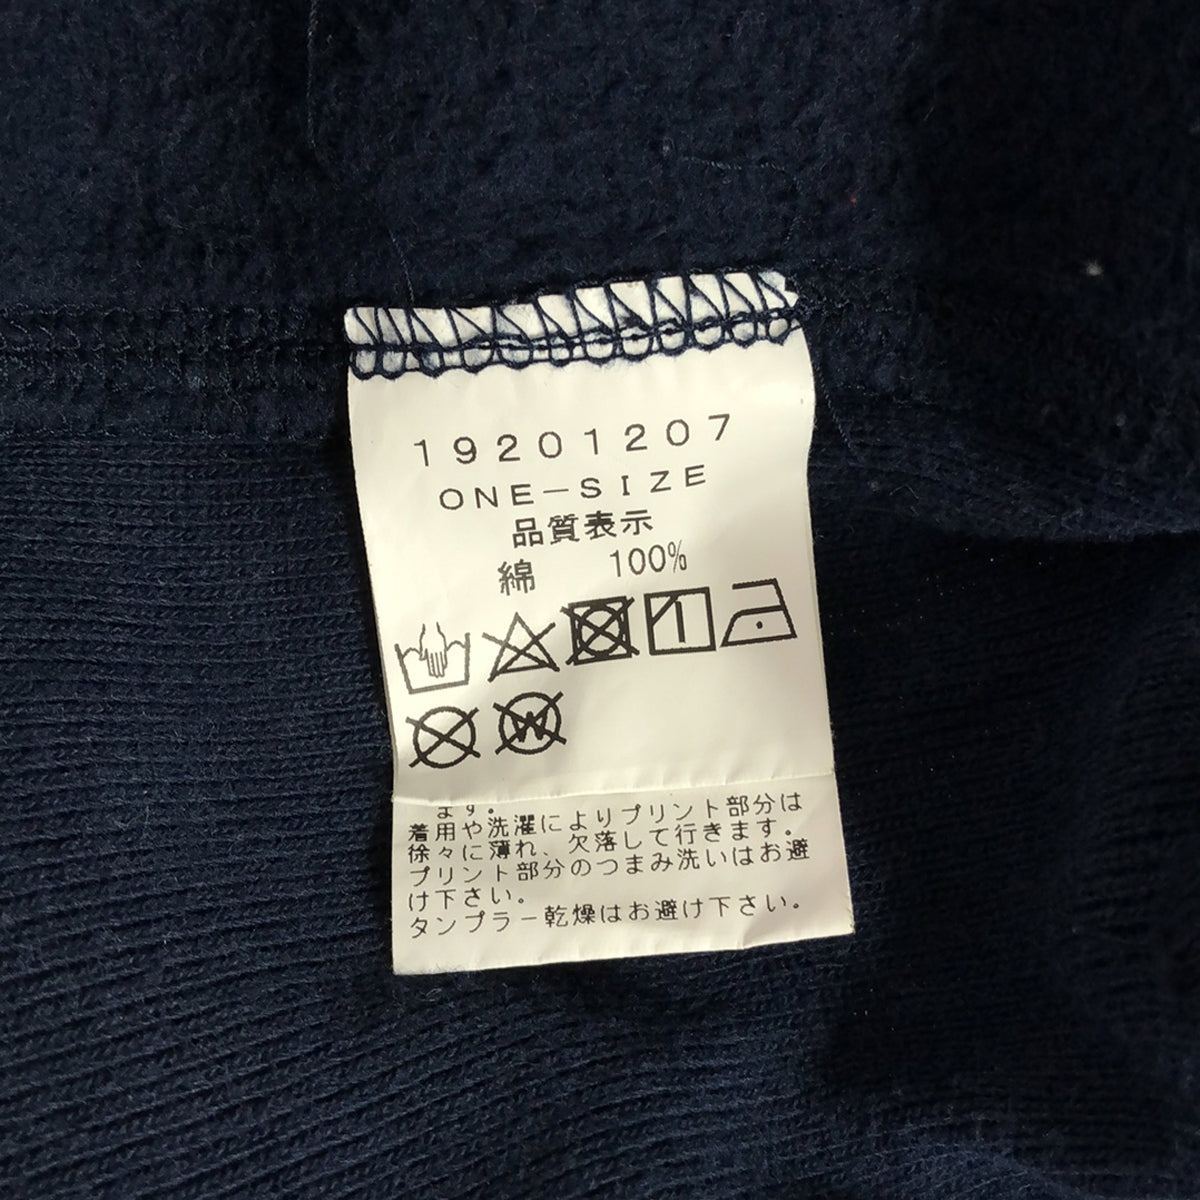 19201207
ONE-SIZE
品質表示
綿 100%
ます。
着用や洗濯によりプリント部分は
徐々に薄れ、欠落して行きます。
プリント部分のつまみ洗いはお避
け下さい。
タンブラー乾燥はお避け下さい。